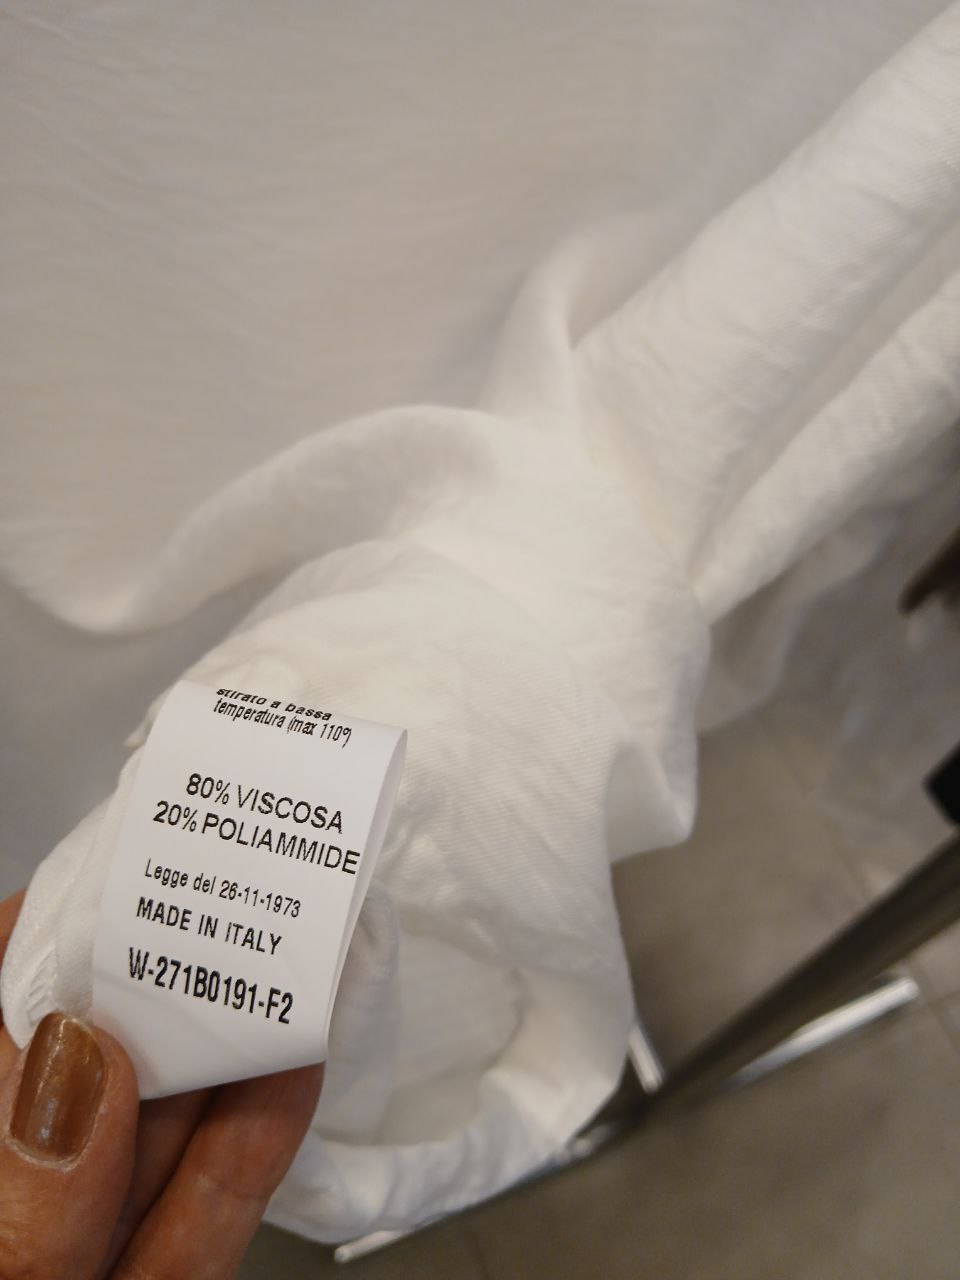 stirato a bassa
temperatura (max 110°)
80% VISCOSA
20% POLIAMMIDE
Legge del 26-11-1973
MADE IN ITALY
W-271B0191-F2